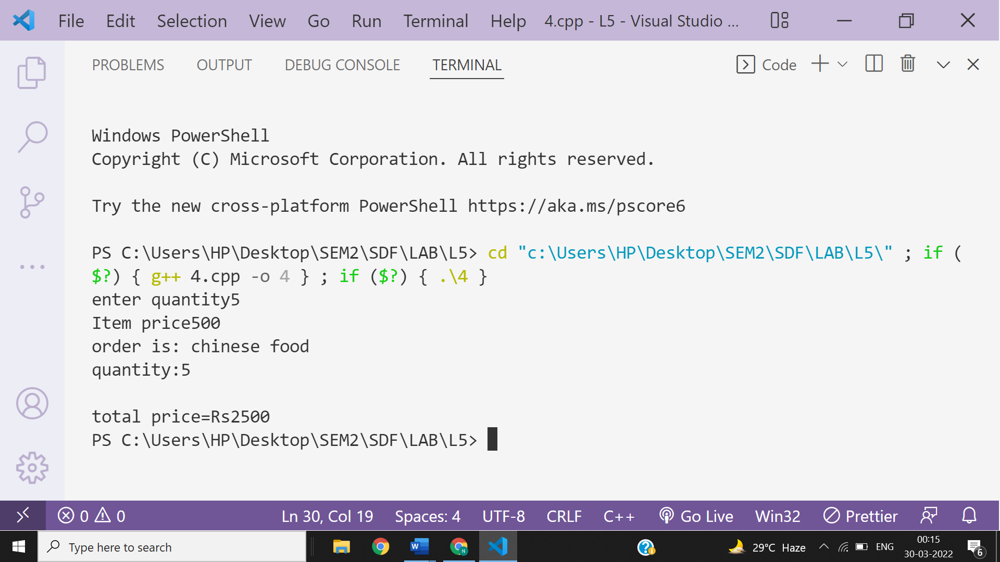 File Edit Selection View Go Run Terminal Help 4.cpp - L5 - Visual Studio ...
PROBLEMS OUTPUT DEBUG CONSOLE TERMINAL Code
Windows PowerShell
Copyright (C) Microsoft Corporation. All rights reserved.
Try the new cross-platform PowerShell https://aka.ms/pscore6
PS C:\Users\HP\Desktop\SEM2\SDF\LAB\L5> cd "c:\Users\HP\Desktop\SEM2\SDF\LAB\L5\" ; if (
$?) { g++ 4.cpp -o 4 } ; if ($?) { .\4 }
enter quantity5
Item price500
order is: chinese food
quantity:5
total price=Rs2500
PS C:\Users\HP\Desktop\SEM2\SDF\LAB\L5>
0 0 Ln 30, Col 19 Spaces: 4 UTF-8 CRLF C++ Go Live Win32 Prettier
Type here to search W N 29°C Haze ENG 00:15 6
30-03-2022